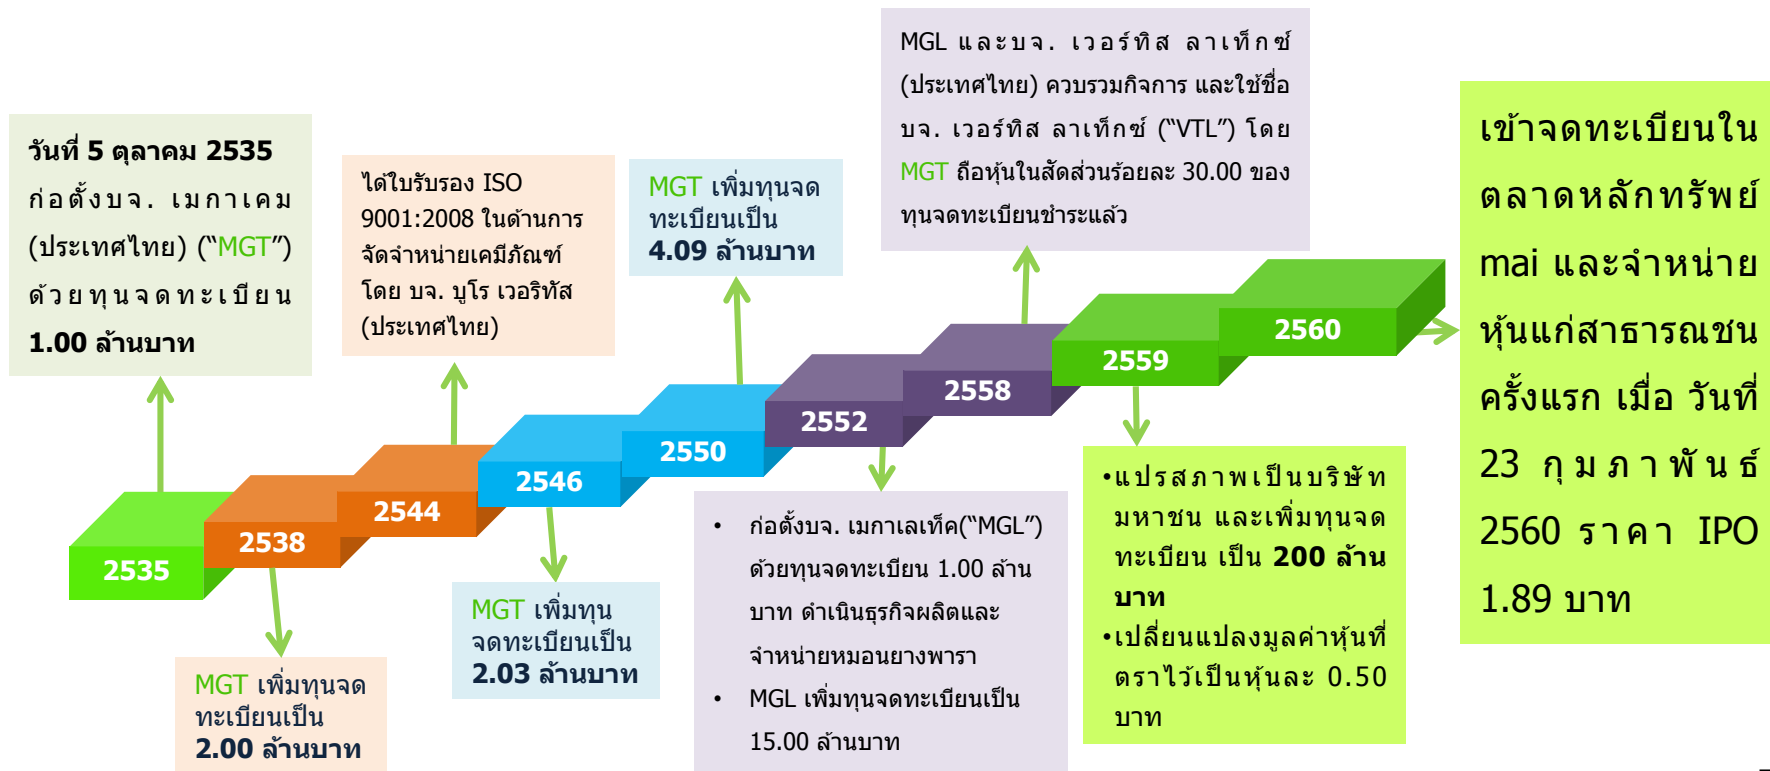 วันที่ 5 ตุลาคม 2535
ก่อตั้งบจ. เมกาเคม
(ประเทศไทย) (“MGT”)
ด้วยทุนจดทะเบียน
1.00 ล้านบาท
ได้ใบรับรอง ISO
9001:2008 ในด้านการ
จัดจำหน่ายเคมีภัณฑ์
โดย บจ. บูโร เวอริทัส
(ประเทศไทย)
MGT เพิ่มทุนจด
ทะเบียนเป็น
4.09 ล้านบาท
MGL และบจ. เวอร์ทิส ลาเท็กซ์
(ประเทศไทย) ควบรวมกิจการ และใช้ชื่อ
บจ. เวอร์ทิส ลาเท็กซ์ (“VTL”) โดย
MGT ถือหุ้นในสัดส่วนร้อยละ 30.00 ของ
ทุนจดทะเบียนชำระแล้ว
เข้าจดทะเบียนใน
ตลาดหลักทรัพย์
mai และจำหน่าย
หุ้นแก่สาธารณชน
ครั้งแรก เมื่อ วันที่
23 กุมภาพันธ์
2560 ราคา IPO
1.89 บาท
2535
2538
2544
2546
2550
2552
2558
2559
2560
MGT เพิ่มทุนจด
ทะเบียนเป็น
2.00 ล้านบาท
MGT เพิ่มทุน
จดทะเบียนเป็น
2.03 ล้านบาท
• ก่อตั้งบจ. เมกาเลเท็ค(“MGL”)
ด้วยทุนจดทะเบียน 1.00 ล้าน
บาท ดำเนินธุรกิจผลิตและ
จำหน่ายหมอนยางพารา
• MGL เพิ่มทุนจดทะเบียนเป็น
15.00 ล้านบาท
•แปรสภาพเป็นบริษัท
มหาชน และเพิ่มทุนจด
ทะเบียน เป็น 200 ล้าน
บาท
•เปลี่ยนแปลงมูลค่าหุ้นที่
ตราไว้เป็นหุ้นละ 0.50
บาท